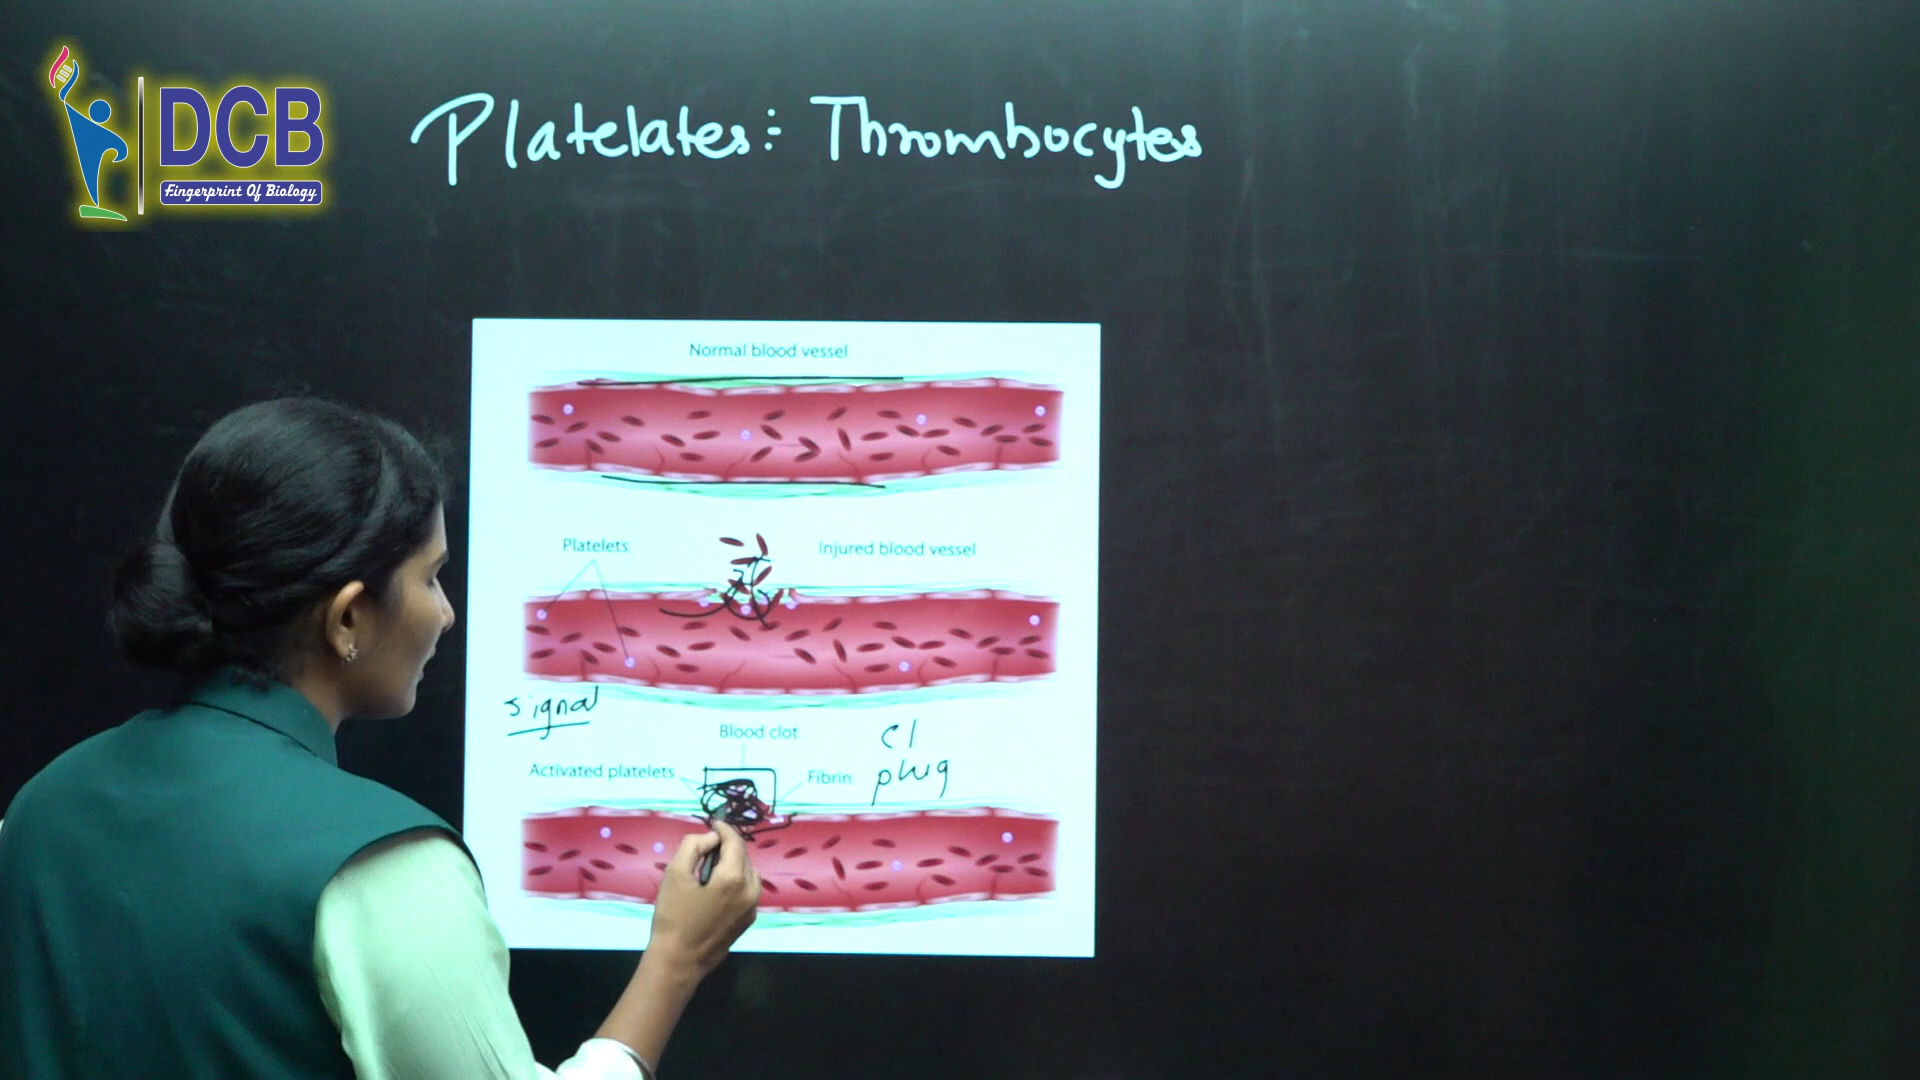 DCB
Fingerprint Of Biology
Platelates: Thrombocytes
Normal blood vessel
Platelets
Injured blood vessel
signal
Blood clot
cl
Activated platelets
Fibrin
plug